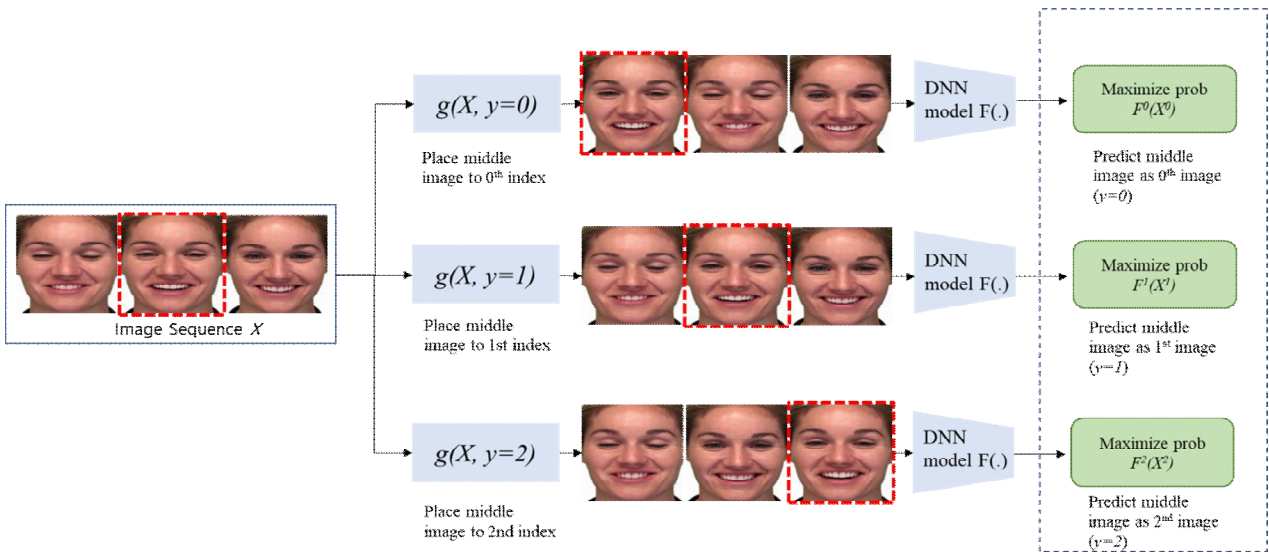 g(X, y=0)
Place middle
image to 0th index
DNN
model F(.)
Maximize prob
F⁰(X⁰)
Predict middle
image as 0th image
(y=0)
Image Sequence X
g(X, y=1)
Place middle
image to 1st index
DNN
model F(.)
Maximize prob
F¹(X¹)
Predict middle
image as 1st image
(y=1)
g(X, y=2)
Place middle
image to 2nd index
DNN
model F(.)
Maximize prob
F²(X²)
Predict middle
image as 2nd image
(y=2)